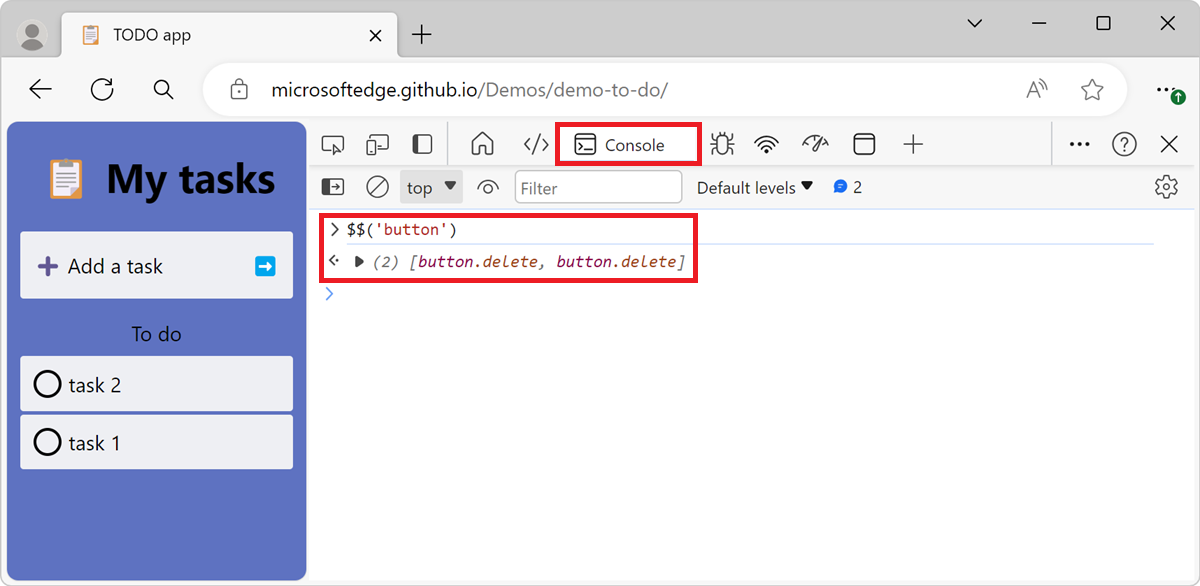 TODO app
microsoftedge.github.io/Demos/demo-to-do/
My tasks
Add a task
To do
task 2
task 1
Console
top
Filter
Default levels
2
$$('button')
(2) [button.delete, button.delete]